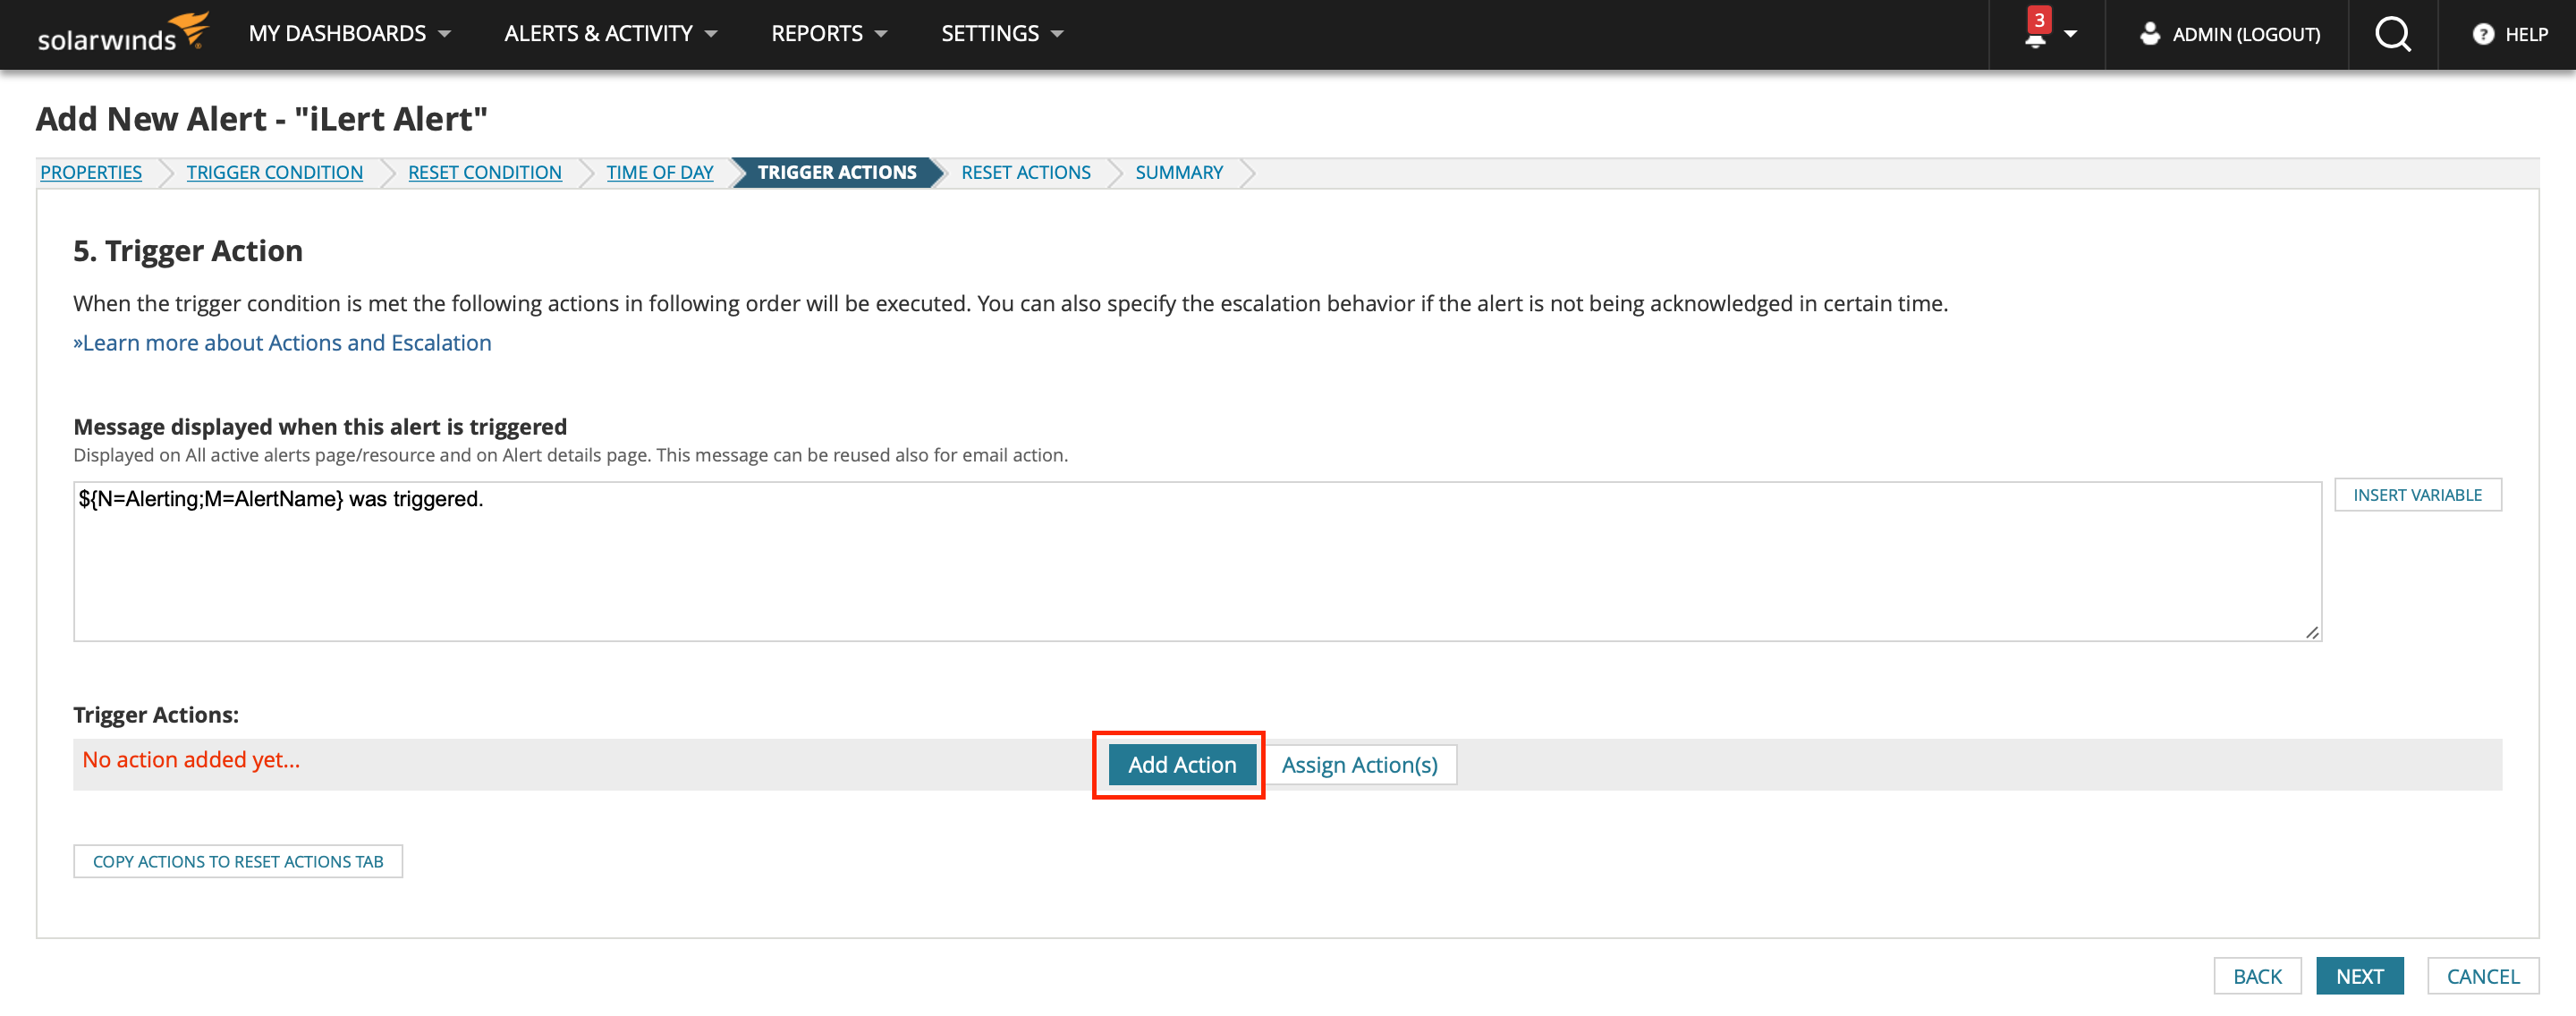 solarwinds MY DASHBOARDS ALERTS & ACTIVITY REPORTS SETTINGS 3 ADMIN (LOGOUT) ? HELP
Add New Alert - "iLert Alert"
PROPERTIES TRIGGER CONDITION RESET CONDITION TIME OF DAY TRIGGER ACTIONS RESET ACTIONS SUMMARY
5. Trigger Action
When the trigger condition is met the following actions in following order will be executed. You can also specify the escalation behavior if the alert is not being acknowledged in certain time.
»Learn more about Actions and Escalation
Message displayed when this alert is triggered
Displayed on All active alerts page/resource and on Alert details page. This message can be reused also for email action.
${N=Alerting;M=AlertName} was triggered. INSERT VARIABLE
Trigger Actions:
No action added yet... Add Action Assign Action(s)
COPY ACTIONS TO RESET ACTIONS TAB
BACK NEXT CANCEL